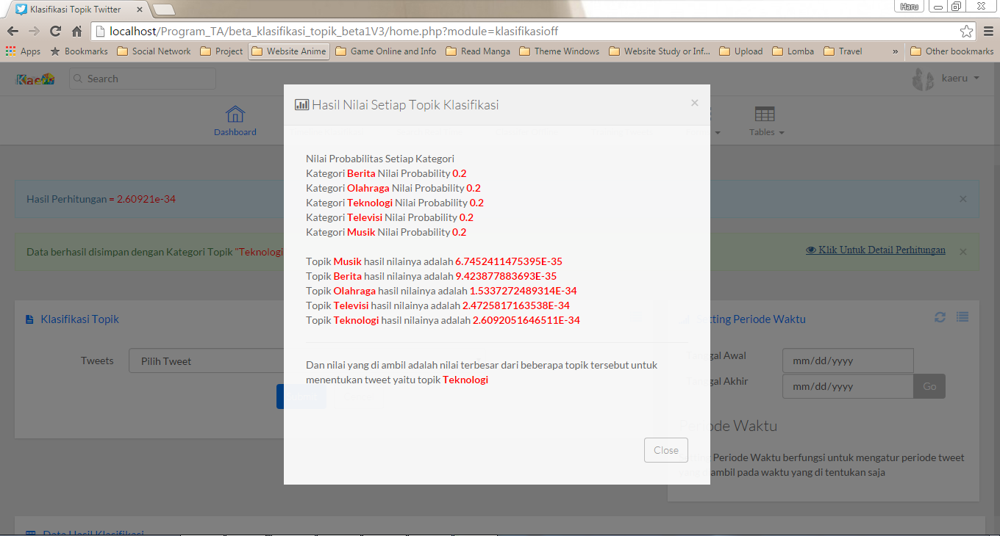 Klasifikasi Topik Twitter
Haru
localhost/Program_TA/beta_klasifikasi_topik_beta1V3/home.php?module=klasifikasioff
Apps Bookmarks Social Network Project Website Anime Game Online and Info Read Manga Theme Windows Website Study or Inf... Upload Lomba Travel » Other bookmarks
Search
kaeru
Dashboard
Tables
Hasil Nilai Setiap Topik Klasifikasi ×
Nilai Probabilitas Setiap Kategori
Kategori Berita Nilai Probability 0.2
Kategori Olahraga Nilai Probability 0.2
Kategori Teknologi Nilai Probability 0.2
Kategori Televisi Nilai Probability 0.2
Kategori Musik Nilai Probability 0.2
Topik Musik hasil nilainya adalah 6.7452411475395E-35
Topik Berita hasil nilainya adalah 9.423877883693E-35
Topik Olahraga hasil nilainya adalah 1.5337272489314E-34
Topik Televisi hasil nilainya adalah 2.4725817163538E-34
Topik Teknologi hasil nilainya adalah 2.6092051646511E-34
Dan nilai yang di ambil adalah nilai terbesar dari beberapa topik tersebut untuk
menentukan tweet yaitu topik Teknologi
Close
Hasil Perhitungan = 2.60921e-34 ×
Data berhasil disimpan dengan Kategori Topik "Teknologi
Klik Untuk Detail Perhitungan ×
Klasifikasi Topik
Tweets Pilih Tweet
Setting Periode Waktu
Tanggal Awal mm/dd/yyyy
Tanggal Akhir mm/dd/yyyy Go
Periode Waktu
Periode Waktu berfungsi untuk mengatur periode tweet
ambil pada waktu yang di tentukan saja
Data Hasil Klasifikasi